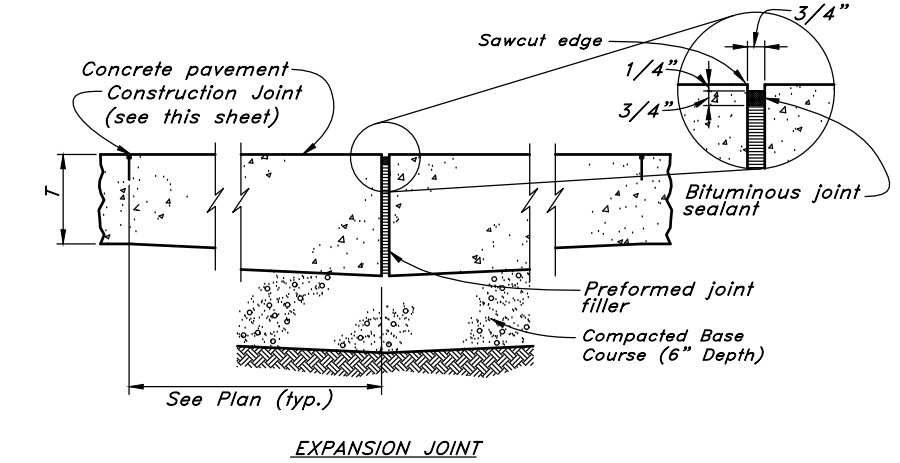 3/4"
Sawcut edge
1/4"
3/4"
Concrete pavement
Construction Joint
(see this sheet)
T
Bituminous joint
sealant
Preformed joint
filler
Compacted Base
Course (6" Depth)
See Plan (typ.)
EXPANSION JOINT